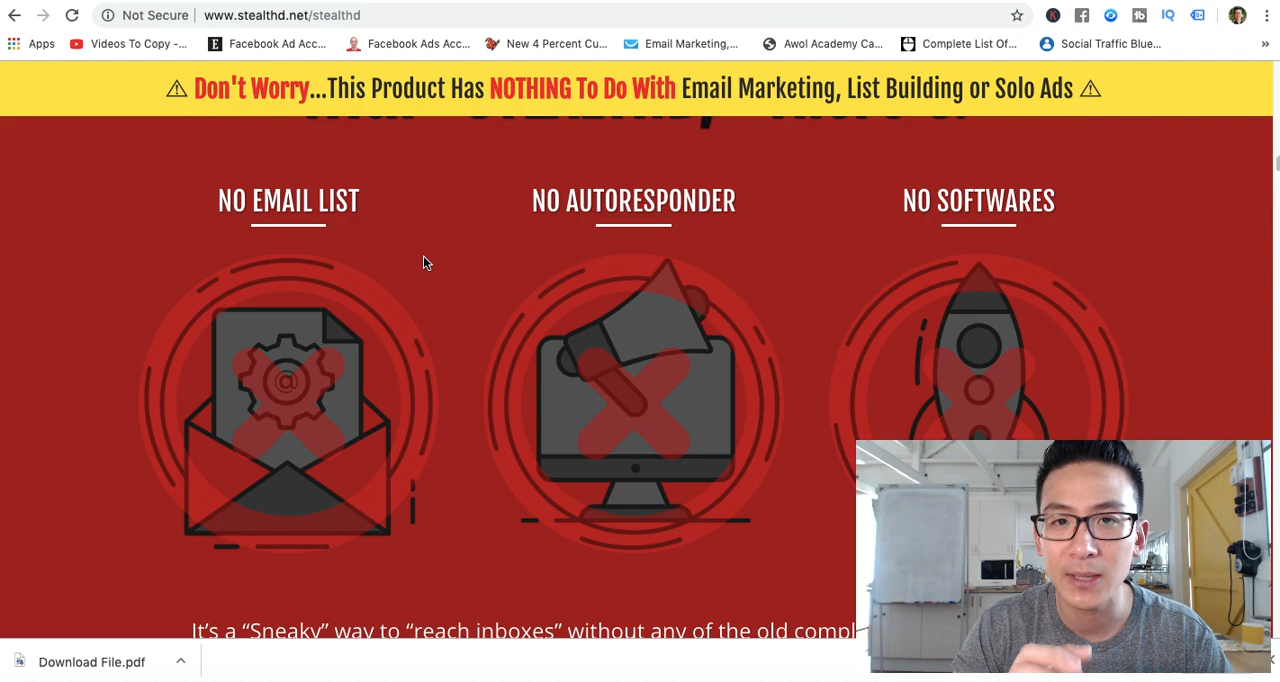 Not Secure
www.stealthd.net/stealthd
Apps
Videos To Copy -...
Facebook Ad Acc...
Facebook Ads Acc...
New 4 Percent Cu...
Email Marketing,...
Awol Academy Ca...
Complete List Of...
Social Traffic Blue...
Don't Worry...This Product Has NOTHING To Do With Email Marketing, List Building or Solo Ads
NO EMAIL LIST
NO AUTORESPONDER
NO SOFTWARES
It's a “Sneaky” way to “reach inboxes” without any of the old
Download File.pdf